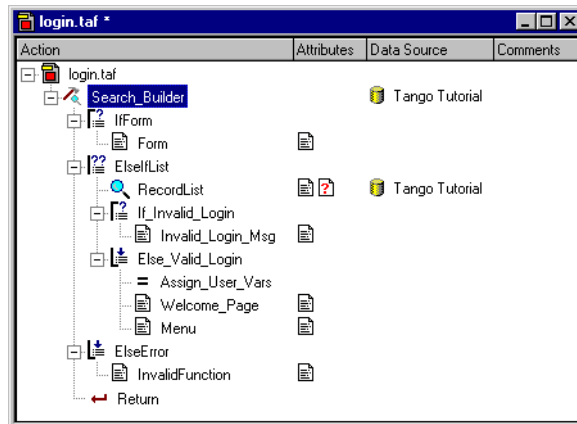 login.taf *
Action Attributes Data Source Comments
login.taf
Search_Builder Tango Tutorial
IfForm
Form
ElseIfList
RecordList Tango Tutorial
If_Invalid_Login
Invalid_Login_Msg
Else_Valid_Login
Assign_User_Vars
Welcome_Page
Menu
ElseError
InvalidFunction
Return